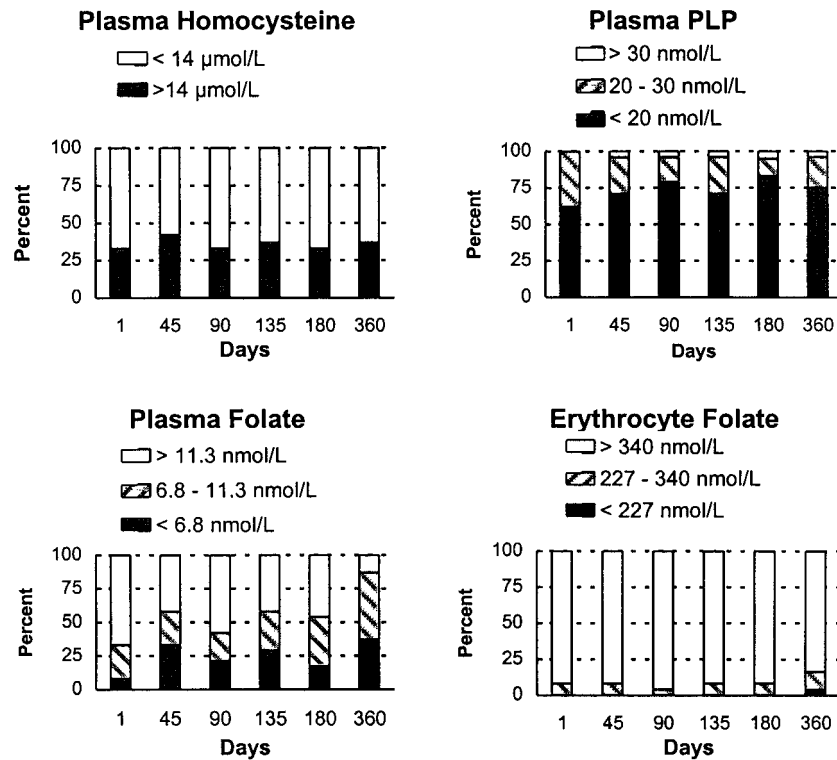 Plasma Homocysteine
< 14 µmol/L
>14 µmol/L
100
75
50
25
0
Percent
1 45 90 135 180 360
Days
Plasma PLP
> 30 nmol/L
20 - 30 nmol/L
< 20 nmol/L
100
75
50
25
0
Percent
1 45 90 135 180 360
Days
Plasma Folate
> 11.3 nmol/L
6.8 - 11.3 nmol/L
< 6.8 nmol/L
100
75
50
25
0
Percent
1 45 90 135 180 360
Days
Erythrocyte Folate
> 340 nmol/L
227 - 340 nmol/L
< 227 nmol/L
100
75
50
25
0
Percent
1 45 90 135 180 360
Days